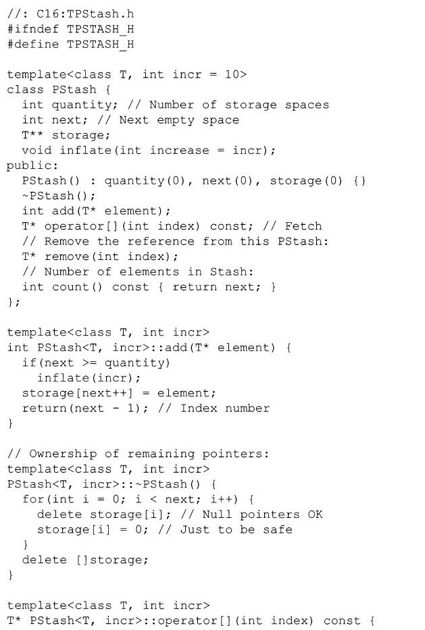 //: C16:TPStash.h
#ifndef TPSTASH_H
#define TPSTASH_H

template<class T, int incr = 10>
class PStash {
  int quantity; // Number of storage spaces
  int next; // Next empty space
  T** storage;
  void inflate(int increase = incr);
public:
  PStash() : quantity(0), next(0), storage(0) {}
  ~PStash();
  int add(T* element);
  T* operator[](int index) const; // Fetch
  // Remove the reference from this PStash:
  T* remove(int index);
  // Number of elements in Stash:
  int count() const { return next; }
};

template<class T, int incr>
int PStash<T, incr>::add(T* element) {
  if(next >= quantity)
    inflate(incr);
  storage[next++] = element;
  return(next - 1); // Index number
}

// Ownership of remaining pointers:
template<class T, int incr>
PStash<T, incr>::~PStash() {
  for(int i = 0; i < next; i++) {
    delete storage[i]; // Null pointers OK
    storage[i] = 0; // Just to be safe
  }
  delete []storage;
}

template<class T, int incr>
T* PStash<T, incr>::operator[](int index) const {